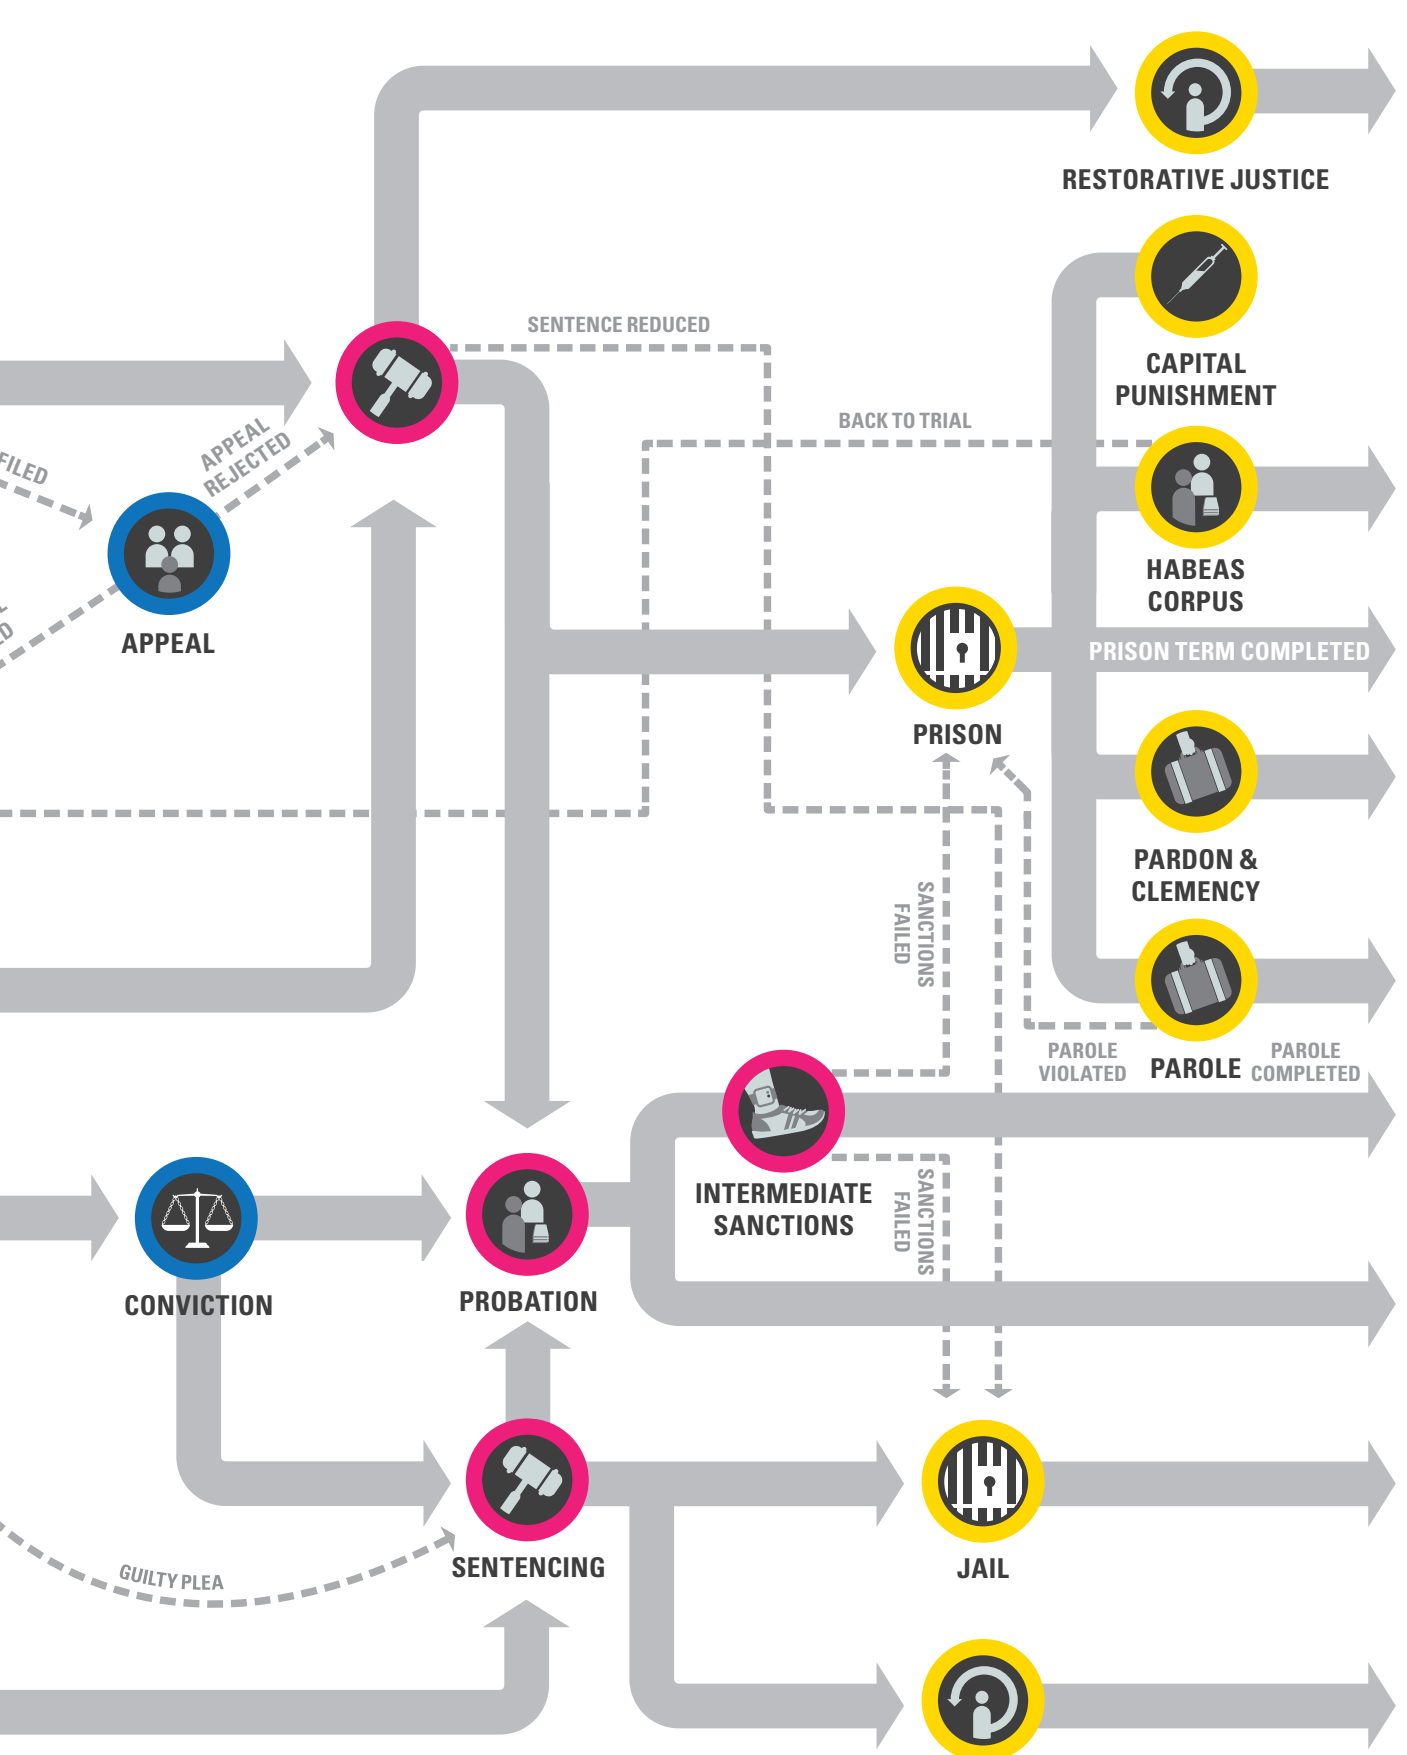 RESTORATIVE JUSTICE
CAPITAL
PUNISHMENT
SENTENCE REDUCED
BACK TO TRIAL
APPEAL
REJECTED
FILED
APPEAL
HABEAS
CORPUS
PRISON TERM COMPLETED
PRISON
PARDON &
CLEMENCY
SANCTIONS
FAILED
PAROLE
VIOLATED
PAROLE
PAROLE
COMPLETED
INTERMEDIATE
SANCTIONS
SANCTIONS
FAILED
CONVICTION
PROBATION
GUILTY PLEA
SENTENCING
JAIL